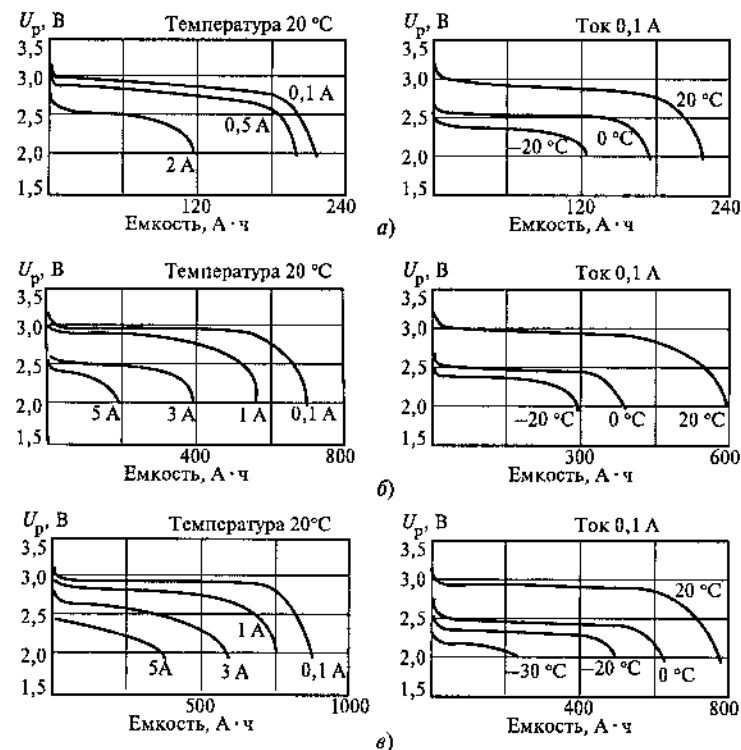 U_р, В Температура 20 °C
3,5
3,0
2,5
2,0
1,5
0,1 А
0,5 А
2 А
120 240
Емкость, А · ч
U_р, В Ток 0,1 А
3,5
3,0
2,5
2,0
1,5
20 °C
0 °C
–20 °C
120 240
Емкость, А · ч
а)
U_р, В Температура 20 °C
3,5
3,0
2,5
2,0
1,5
5 А 3 А 1 А 0,1 А
400 800
Емкость, А · ч
U_р, В Ток 0,1 А
3,5
3,0
2,5
2,0
1,5
–20 °C 0 °C 20 °C
300 600
Емкость, А · ч
б)
U_р, В Температура 20°C
3,5
3,0
2,5
2,0
1,5
1 А
5А 3 А 0,1 А
500 1000
Емкость, А · ч
U_р, В Ток 0,1 А
3,5
3,0
2,5
2,0
1,5
20 °C
–30 °C –20 °C 0 °C
400 800
Емкость, А · ч
в)